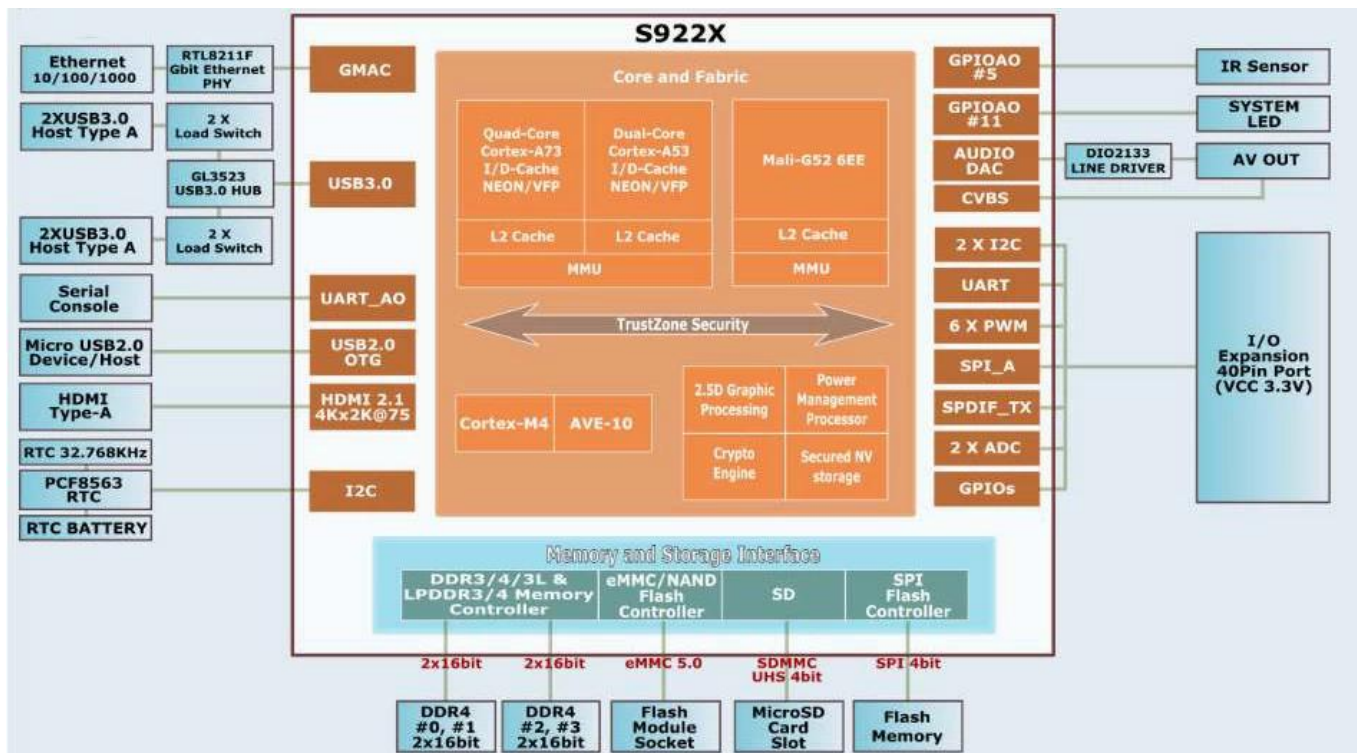 S922X
Ethernet
10/100/1000
RTL8211F
Gbit Ethernet
PHY
GMAC
2XUSB3.0
Host Type A
2 X
Load Switch
GL3523
USB3.0 HUB
USB3.0
2XUSB3.0
Host Type A
2 X
Load Switch
Serial
Console
UART_AO
Micro USB2.0
Device/Host
USB2.0
OTG
HDMI
Type-A
HDMI 2.1
4Kx2K@75
RTC 32.768KHz
PCF8563
RTC
RTC BATTERY
I2C
Core and Fabric
Quad-Core
Cortex-A73
I/D-Cache
NEON/VFP
Dual-Core
Cortex-A53
I/D-Cache
NEON/VFP
L2 Cache
L2 Cache
MMU
Mali-G52 6EE
L2 Cache
MMU
TrustZone Security
Cortex-M4
AVE-10
2.5D Graphic
Processing
Power
Management
Processor
Crypto
Engine
Secured NV
storage
GPIOAO
#5
IR Sensor
GPIOAO
#11
SYSTEM
LED
AUDIO
DAC
DIO2133
LINE DRIVER
AV OUT
CVBS
2 X I2C
UART
6 X PWM
SPI_A
SPDIF_TX
2 X ADC
GPIOs
I/O
Expansion
40Pin Port
(VCC 3.3V)
Memory and Storage Interface
DDR3/4/3L &
LPDDR3/4 Memory
Controller
eMMC/NAND
Flash
Controller
SD
SPI
Flash
Controller
2x16bit
2x16bit
eMMC 5.0
SDMMC
UHS 4bit
SPI 4bit
DDR4
#0, #1
2x16bit
DDR4
#2, #3
2x16bit
Flash
Module
Socket
MicroSD
Card
Slot
Flash
Memory